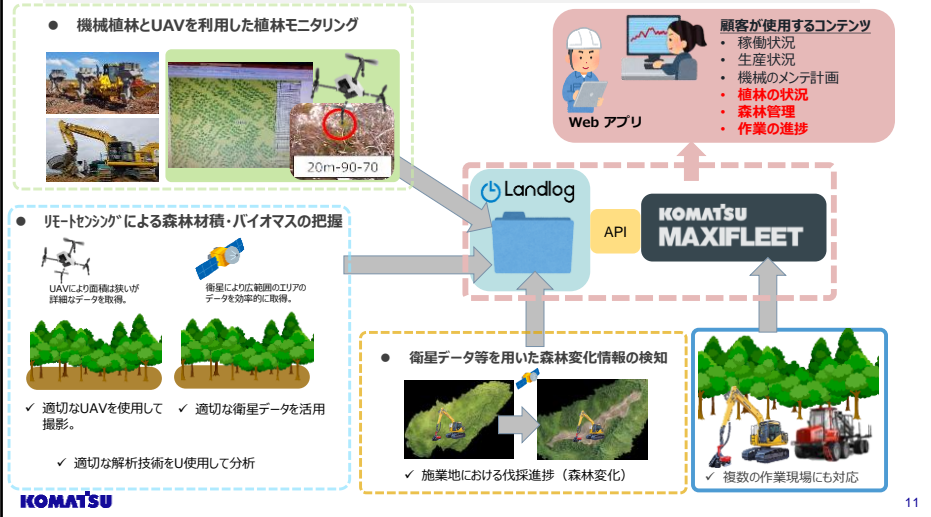 ● 機械植林とUAVを利用した植林モニタリング
20m-90-70
顧客が使用するコンテンツ
• 稼働状況
• 生産状況
• 機械のメンテ計画
• 植林の状況
• 森林管理
• 作業の進捗
Web アプリ
Landlog
API
KOMATSU
MAXIFLEET
● ﾘﾓｰﾄｾﾝｼﾝｸﾞによる森林材積・バイオマスの把握
UAVにより面積は狭いが
詳細なデータを取得。
衛星により広範囲のエリアの
データを効率的に取得。
✓ 適切なUAVを使用して
撮影。
✓ 適切な衛星データを活用
✓ 適切な解析技術をU使用して分析
● 衛星データ等を用いた森林変化情報の検知
✓ 施業地における伐採進捗（森林変化）
✓ 複数の作業現場にも対応
KOMATSU
11